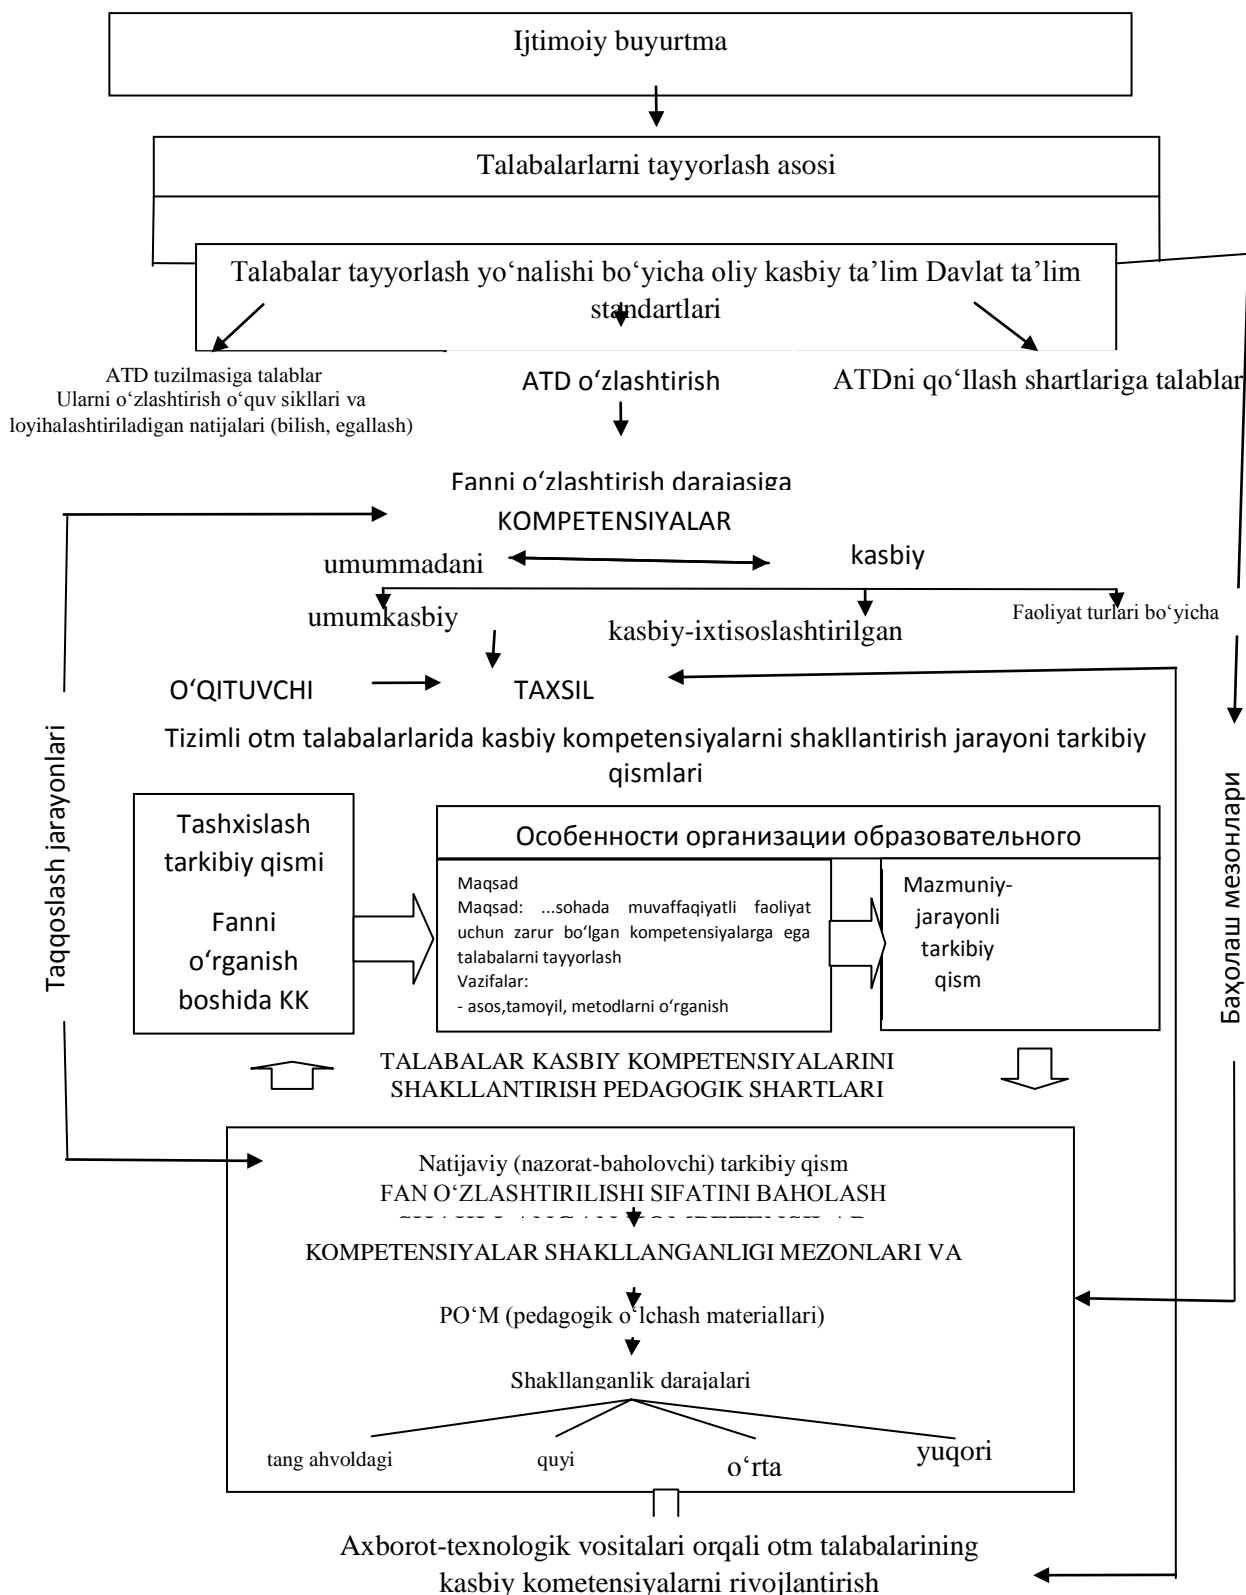 Ijtimoiy buyurtma
Talabalarlarni tayyorlash asosi
Talabalar tayyorlash yo‘nalishi bo‘yicha oliy kasbiy ta’lim Davlat ta’lim
standartlari
ATD tuzilmasiga talablar
Ularni o‘zlashtirish o‘quv sikllari va
loyihalashtiriladigan natijalari (bilish, egallash)
ATD o‘zlashtirish
ATDni qo‘llash shartlariga talablar
Fanni o‘zlashtirish darajasiga
KOMPETENSIYALAR
umummadani
kasbiy
umumkasbiy
kasbiy-ixtisoslashtirilgan
Faoliyat turlari bo‘yicha
O‘QITUVCHI
TAXSIL
Tizimli otm talabalarlarida kasbiy kompetensiyalarni shakllantirish jarayoni tarkibiy
qismlari
Taqqoslash jarayonlari
Баҳолаш мезонлари
Tashxislash
tarkibiy qismi
Fanni
o‘rganish
boshida KK
Особенности организации образовательного
Maqsad
Maqsad: ...sohada muvaffaqiyatli faoliyat
uchun zarur bo‘lgan kompetensiyalarga ega
talabalarni tayyorlash
Vazifalar:
- asos,tamoyil, metodlarni o‘rganish
Mazmuniy-
jarayonli
tarkibiy
qism
TALABALAR KASBIY KOMPETENSIYALARINI
SHAKLLANTIRISH PEDAGOGIK SHARTLARI
Natijaviy (nazorat-baholovchi) tarkibiy qism
FAN O‘ZLASHTIRILISHI SIFATINI BAHOLASH
KOMPETENSIYALAR SHAKLLANGANLIGI MEZONLARI VA
PO‘M (pedagogik o‘lchash materiallari)
Shakllanganlik darajalari
tang ahvoldagi
quyi
o‘rta
yuqori
Axborot-texnologik vositalari orqali otm talabalarining
kasbiy kometensiyalarni rivojlantirish